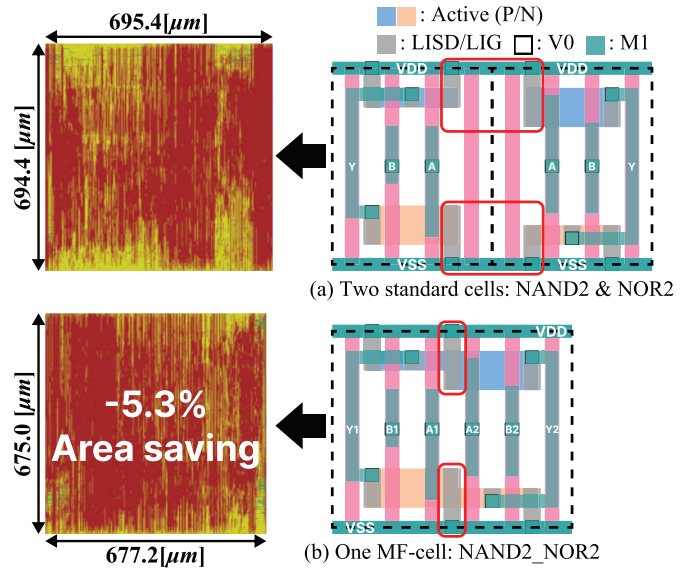 695.4[μm]
: Active (P/N)
: LISD/LIG : V0 : M1
694.4 [μm]
VDD VDD
Y B A A B Y
VSS VSS
(a) Two standard cells: NAND2 & NOR2
675.0 [μm]
-5.3%
Area saving
677.2[μm]
VDD
Y1 B1 A1 A2 B2 Y2
VSS
(b) One MF-cell: NAND2_NOR2